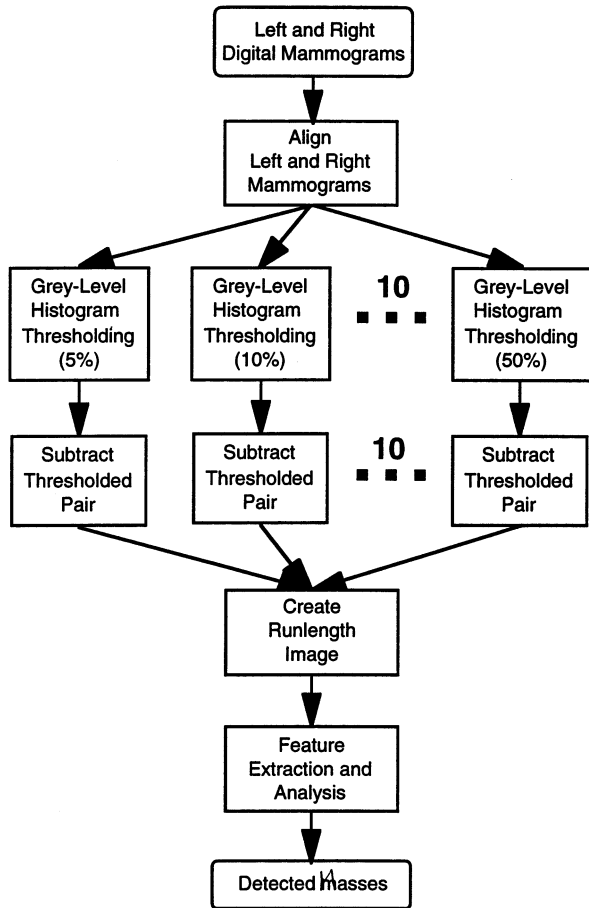 Left and Right
Digital Mammograms
Align
Left and Right
Mammograms
Grey-Level
Histogram
Thresholding
(5%)
Grey-Level
Histogram
Thresholding
(10%)
10
Grey-Level
Histogram
Thresholding
(50%)
Subtract
Thresholded
Pair
Subtract
Thresholded
Pair
10
Subtract
Thresholded
Pair
Create
Runlength
Image
Feature
Extraction and
Analysis
Detected Masses